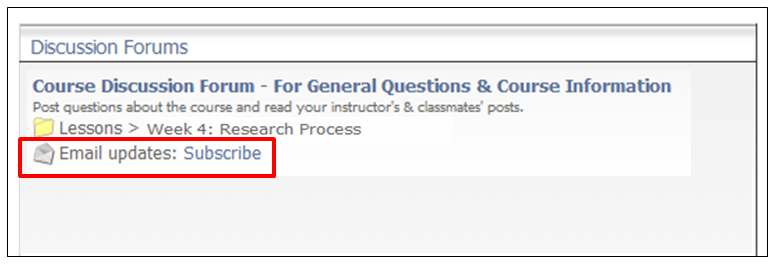 Discussion Forums
Course Discussion Forum - For General Questions & Course Information
Post questions about the course and read your instructor's & classmates' posts.
Lessons > Week 4: Research Process
Email updates: Subscribe